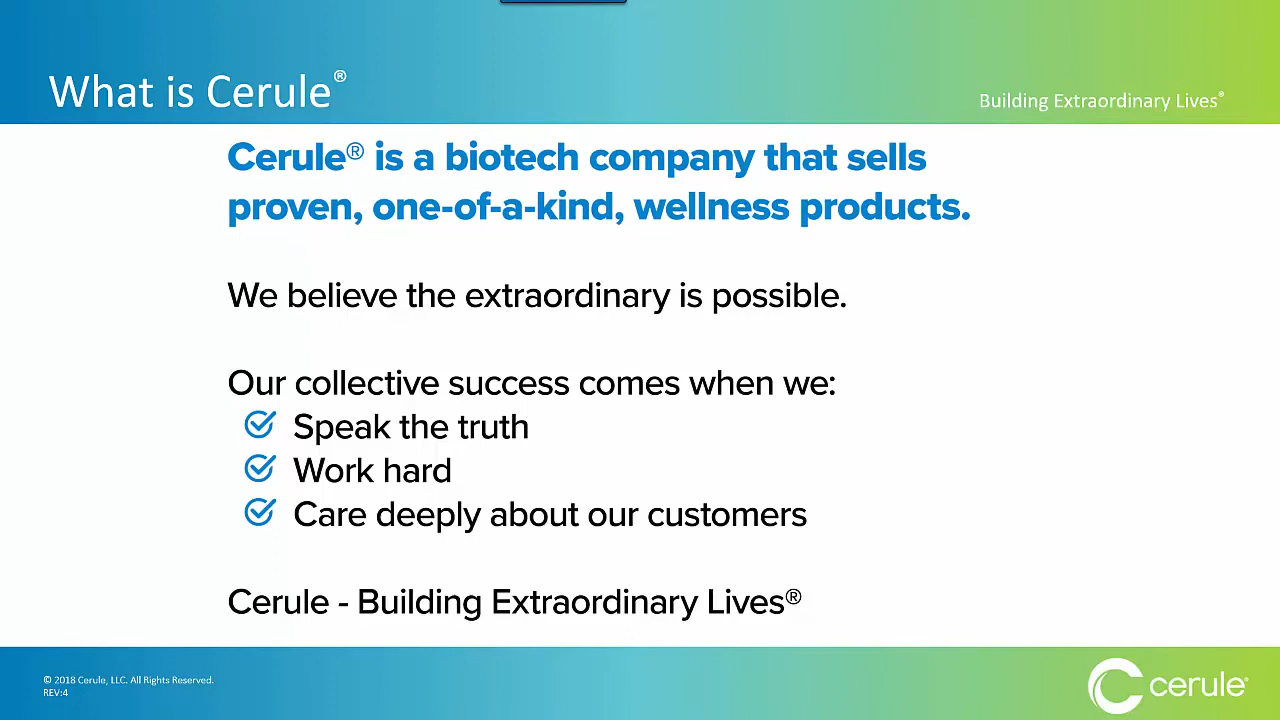 What is Cerule®
Building Extraordinary Lives®
Cerule® is a biotech company that sells
proven, one-of-a-kind, wellness products.
We believe the extraordinary is possible.
Our collective success comes when we:
Speak the truth
Work hard
Care deeply about our customers
Cerule - Building Extraordinary Lives®
© 2018 Cerule, LLC. All Rights Reserved.
REV:4
cerule®